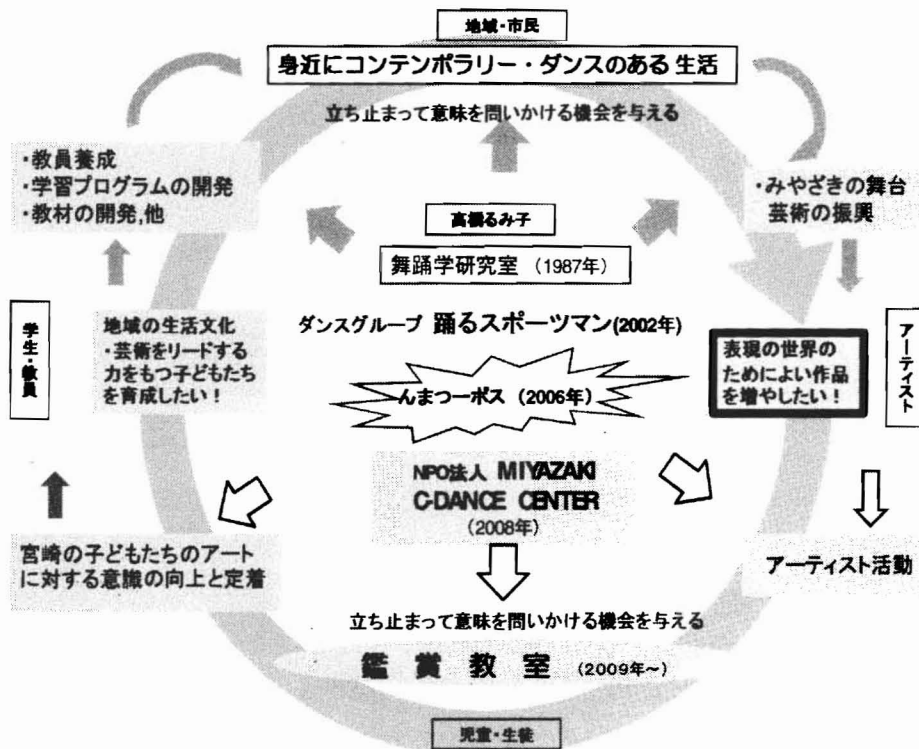 地域・市民
身近にコンテンポラリー・ダンスのある 生活
立ち止まって意味を問いかける機会を与える
・教員養成
・学習プログラムの開発
・教材の開発,他
・みやざきの舞台
芸術の振興
高橋るみ子
舞踊学研究室 (1987年)
ダンスグループ 踊るスポーツマン(2002年)
んまつーポス (2006年)
学生・教員
地域の生活文化
・芸術をリードする
力をもつ子どもたち
を育成したい！
表現の世界の
ためによい作品
を増やしたい！
アーティスト
NPO法人 MIYAZAKI
C-DANCE CENTER
(2008年)
宮崎の子どもたちのアート
に対する意識の向上と定着
アーティスト活動
立ち止まって意味を問いかける機会を与える
鑑 賞 教 室 (2009年～)
児童・生徒